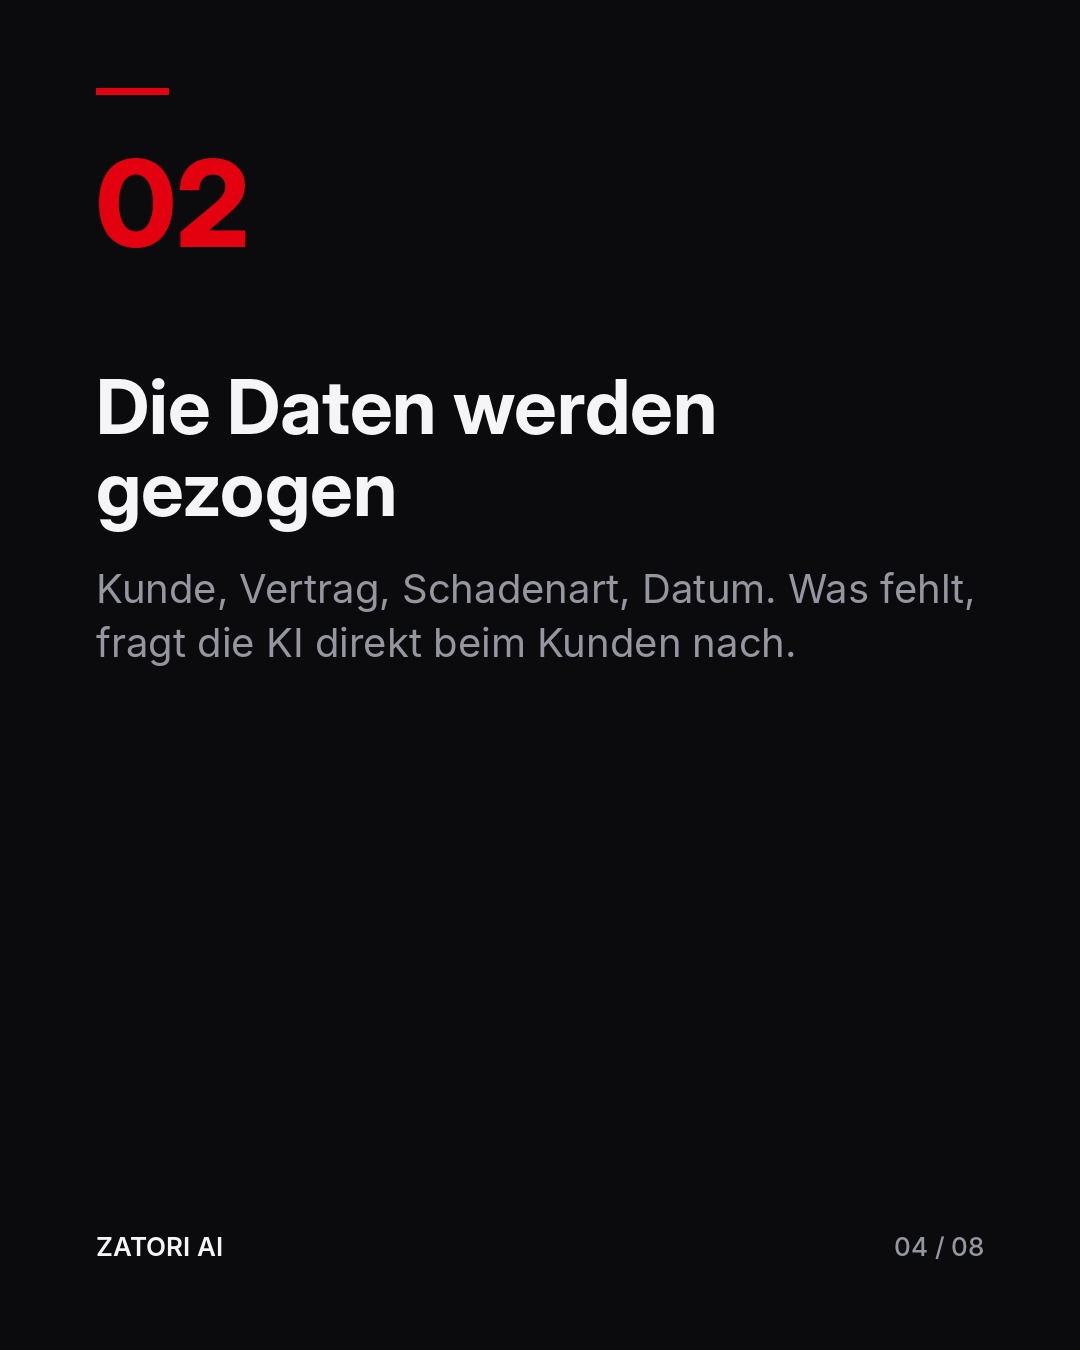 02
Die Daten werden
gezogen
Kunde, Vertrag, Schadenart, Datum. Was fehlt,
fragt die KI direkt beim Kunden nach.
ZATORI AI
04 / 08